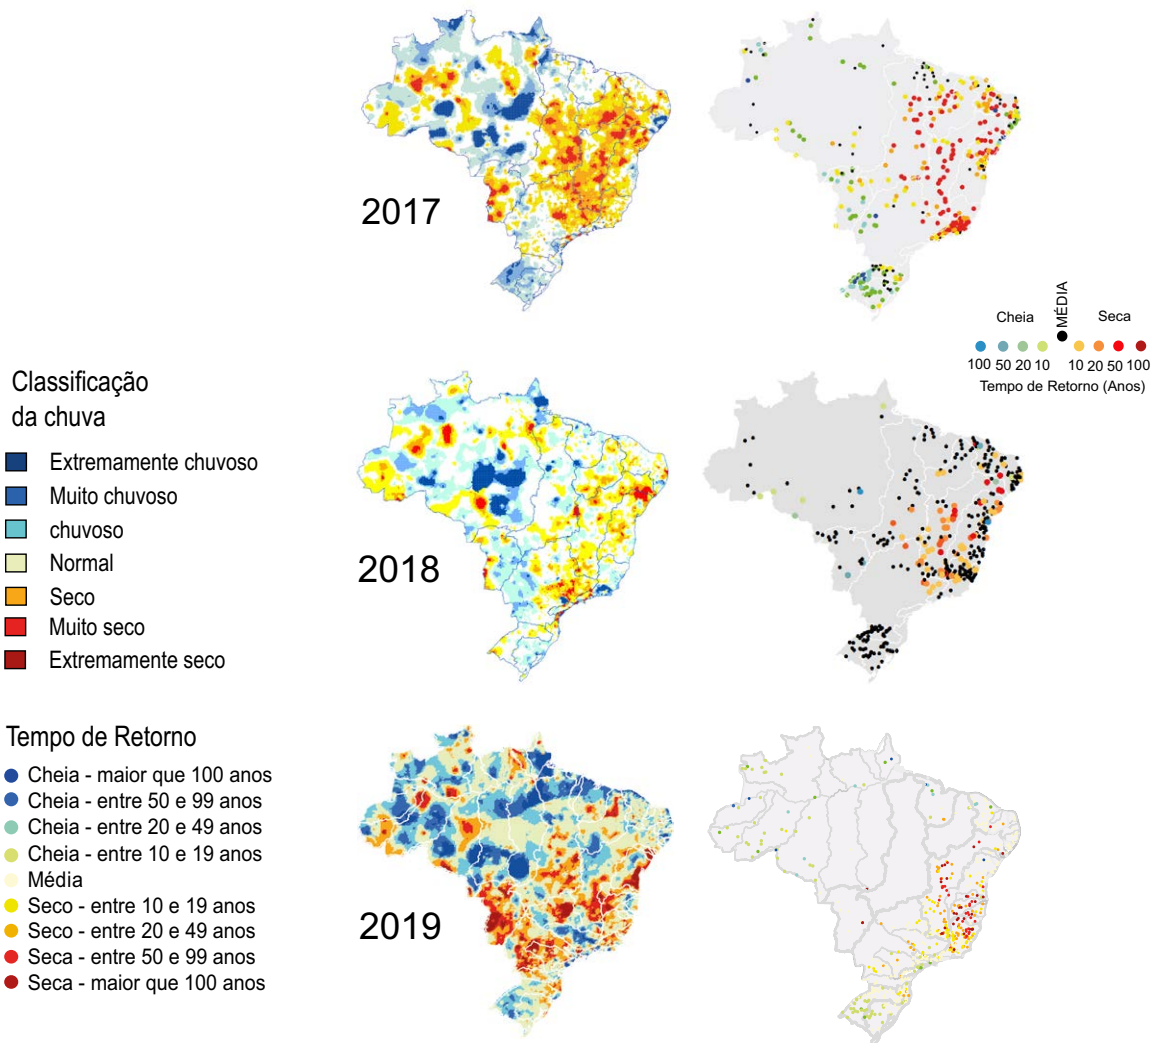 2017
Cheia
MÉDIA
Seca
100 50 20 10
10 20 50 100
Tempo de Retorno (Anos)
Classificação
da chuva
Extremamente chuvoso
Muito chuvoso
chuvoso
Normal
Seco
Muito seco
Extremamente seco
2018
Tempo de Retorno
Cheia - maior que 100 anos
Cheia - entre 50 e 99 anos
Cheia - entre 20 e 49 anos
Cheia - entre 10 e 19 anos
Média
Seco - entre 10 e 19 anos
Seco - entre 20 e 49 anos
Seca - entre 50 e 99 anos
Seca - maior que 100 anos
2019